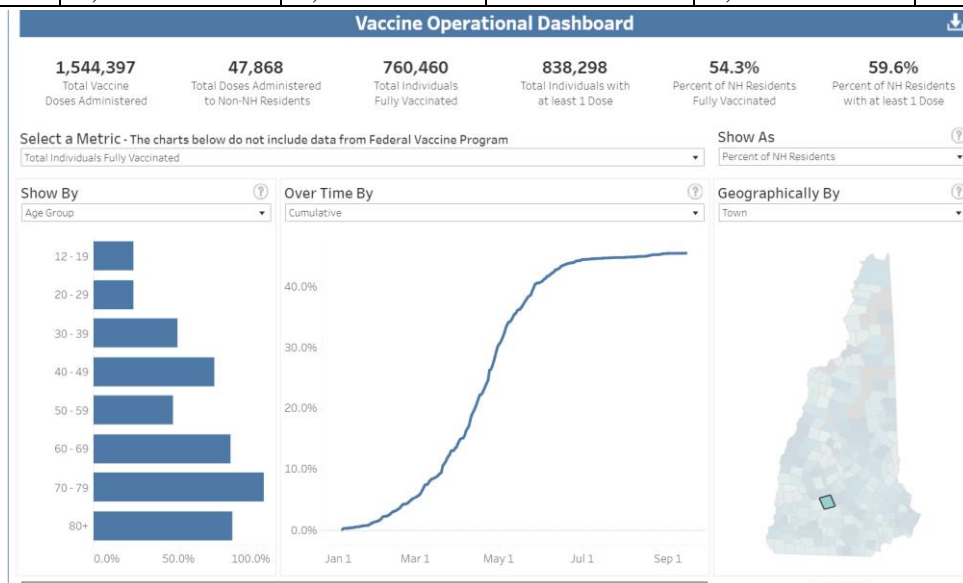 Vaccine Operational Dashboard
1,544,397
Total Vaccine
Doses Administered
47,868
Total Doses Administered
to Non-NH Residents
760,460
Total Individuals
Fully Vaccinated
838,298
Total Individuals with
at least 1 Dose
54.3%
Percent of NH Residents
Fully Vaccinated
59.6%
Percent of NH Residents
with at least 1 Dose
Select a Metric - The charts below do not include data from Federal Vaccine Program
Total Individuals Fully Vaccinated
Show As
?
Percent of NH Residents
Show By
?
Age Group
Over Time By
?
Cumulative
Geographically By
?
Town
12 - 19
20 - 29
30 - 39
40 - 49
50 - 59
60 - 69
70 - 79
80+
0.0% 50.0% 100.0%
40.0%
30.0%
20.0%
10.0%
0.0%
Jan 1 Mar 1 May 1 Jul 1 Sep 1